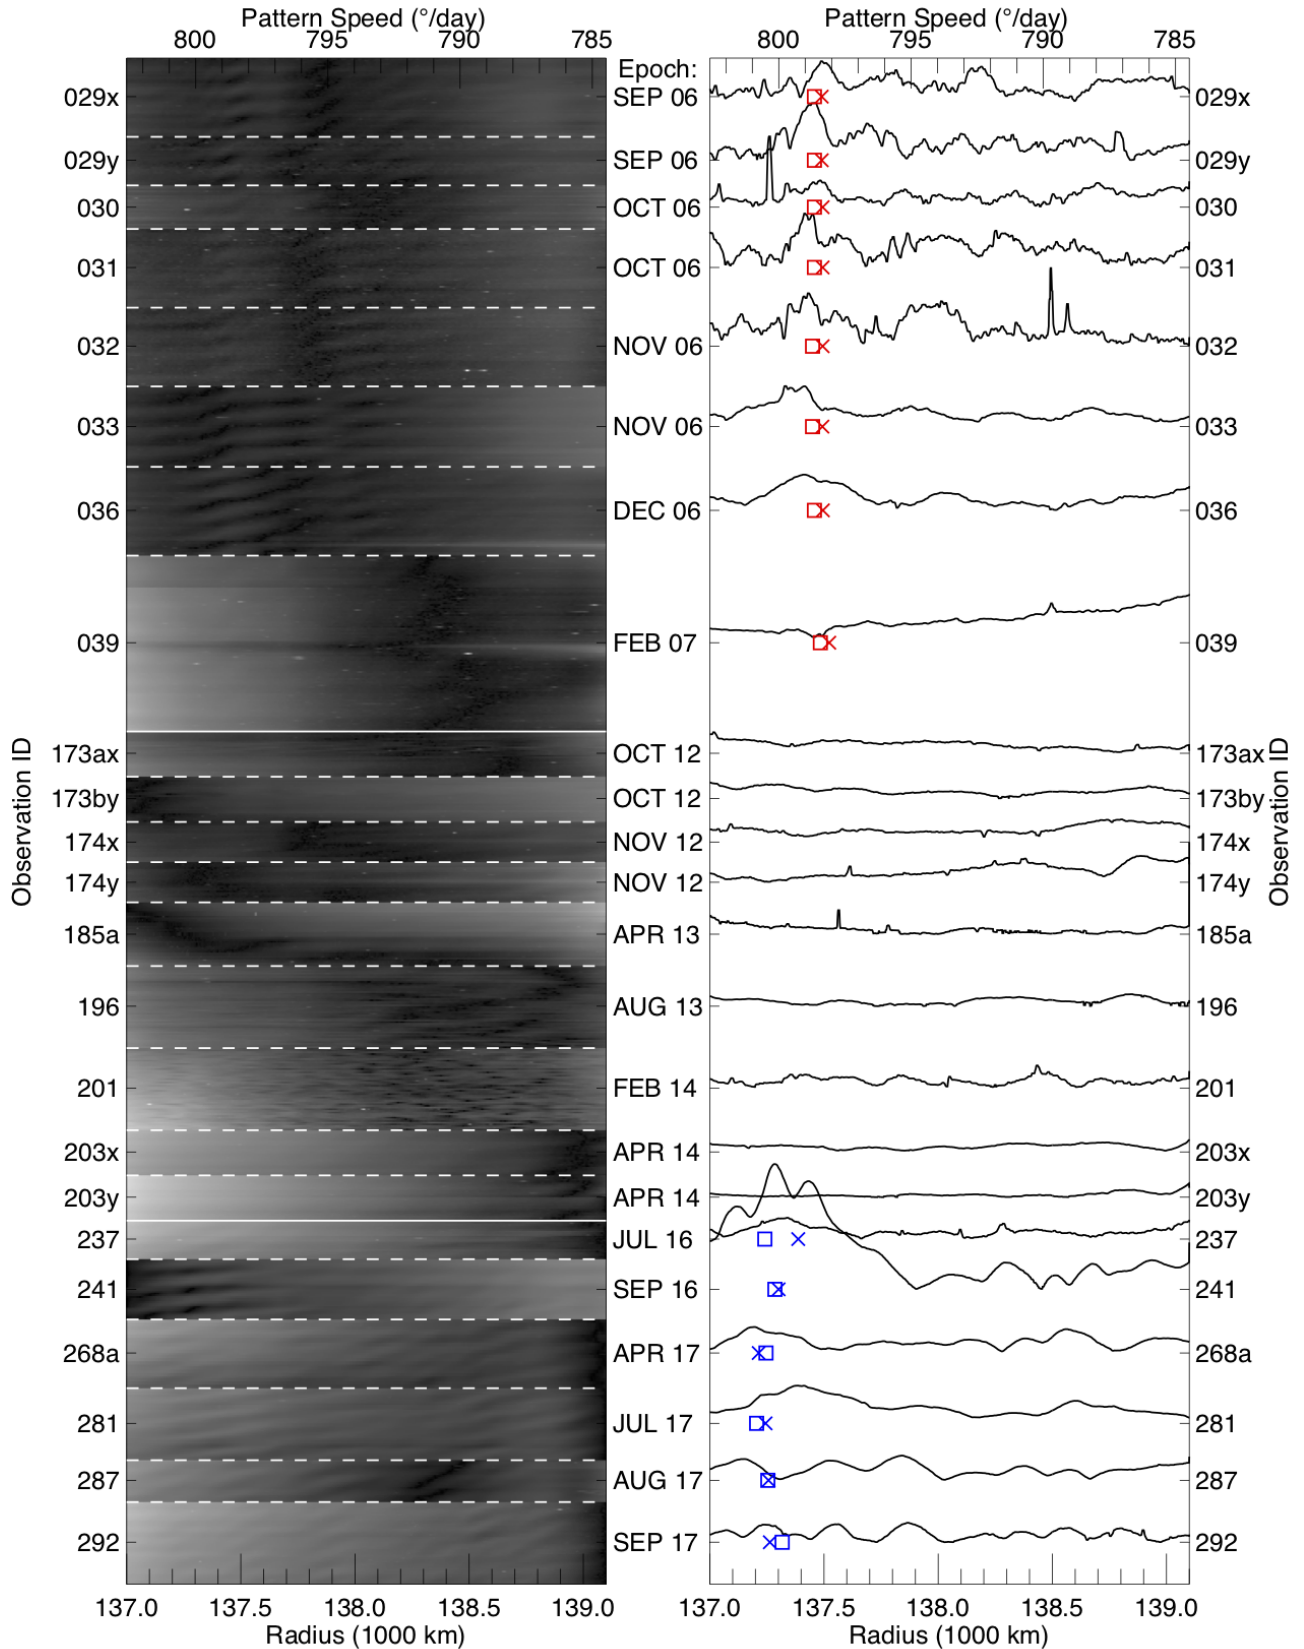 Pattern Speed (°/day)
800 795 790 785
Pattern Speed (°/day)
800 795 790 785
Epoch:
029x SEP 06 029x
029y SEP 06 029y
030 OCT 06 030
031 OCT 06 031
032 NOV 06 032
033 NOV 06 033
036 DEC 06 036
039 FEB 07 039
173ax OCT 12 173ax
173by OCT 12 173by
174x NOV 12 174x
174y NOV 12 174y
185a APR 13 185a
196 AUG 13 196
201 FEB 14 201
203x APR 14 203x
203y APR 14 203y
237 JUL 16 237
241 SEP 16 241
268a APR 17 268a
281 JUL 17 281
287 AUG 17 287
292 SEP 17 292
Observation ID
Observation ID
137.0 137.5 138.0 138.5 139.0
Radius (1000 km)
137.0 137.5 138.0 138.5 139.0
Radius (1000 km)